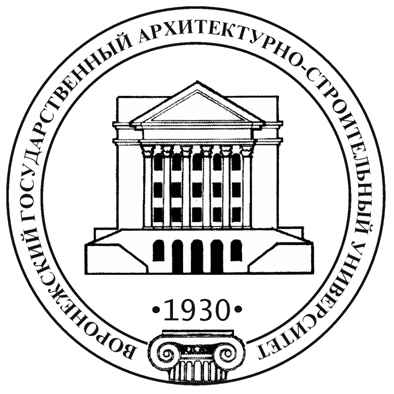 ВОРОНЕЖСКИЙ ГОСУДАРСТВЕННЫЙ АРХИТЕКТУРНО-СТРОИТЕЛЬНЫЙ УНИВЕРСИТЕТ
•1930•